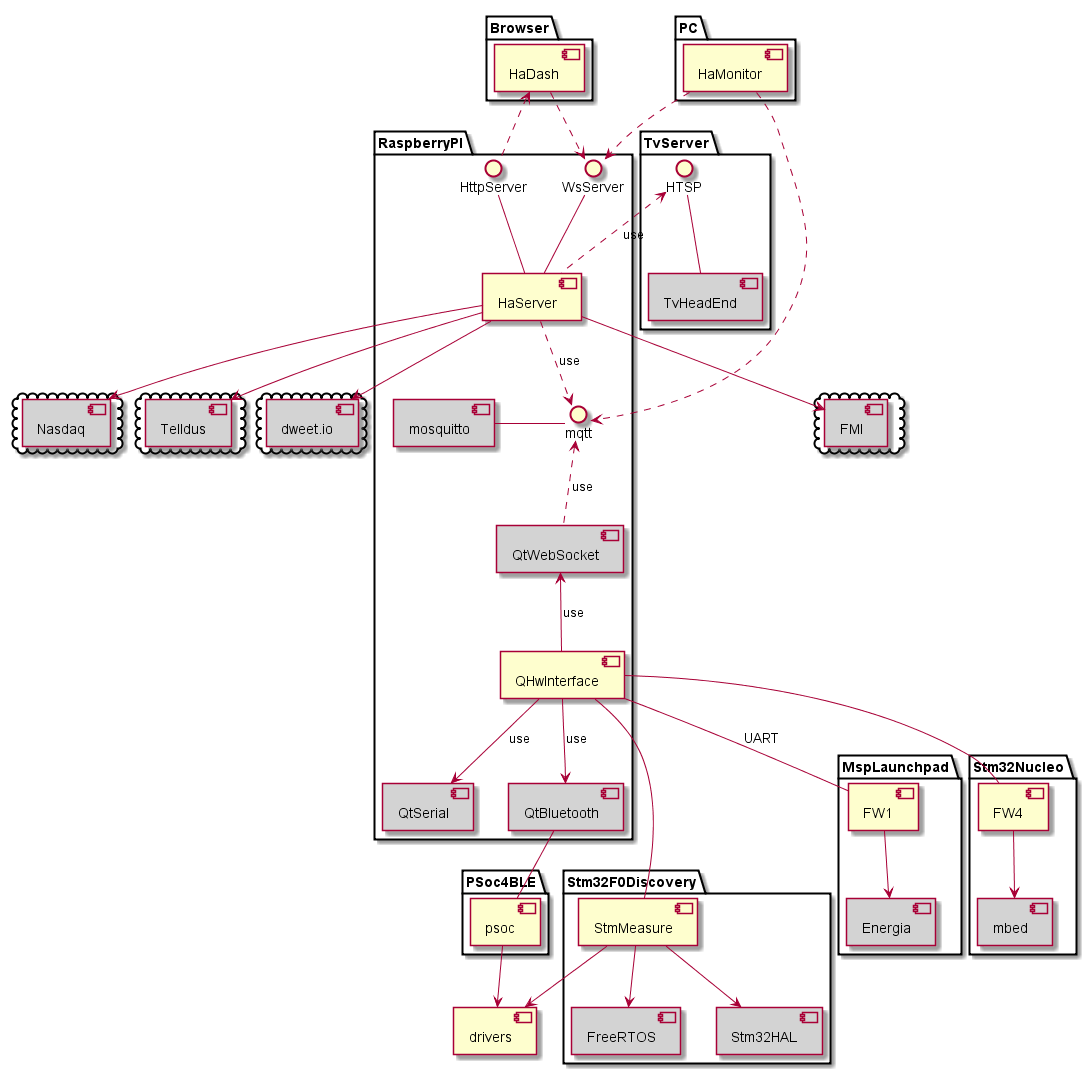 Browser
PC
HaDash
HaMonitor
RaspberryPI
TvServer
HttpServer
WsServer
HTSP
use
HaServer
TvHeadEnd
use
Nasdaq
Telldus
dweet.io
mosquitto
mqtt
FMI
use
QtWebSocket
use
QHwInterface
use
use
UART
MspLaunchpad
Stm32Nucleo
QtSerial
QtBluetooth
FW1
FW4
PSoc4BLE
Stm32F0Discovery
psoc
StmMeasure
Energia
mbed
drivers
FreeRTOS
Stm32HAL